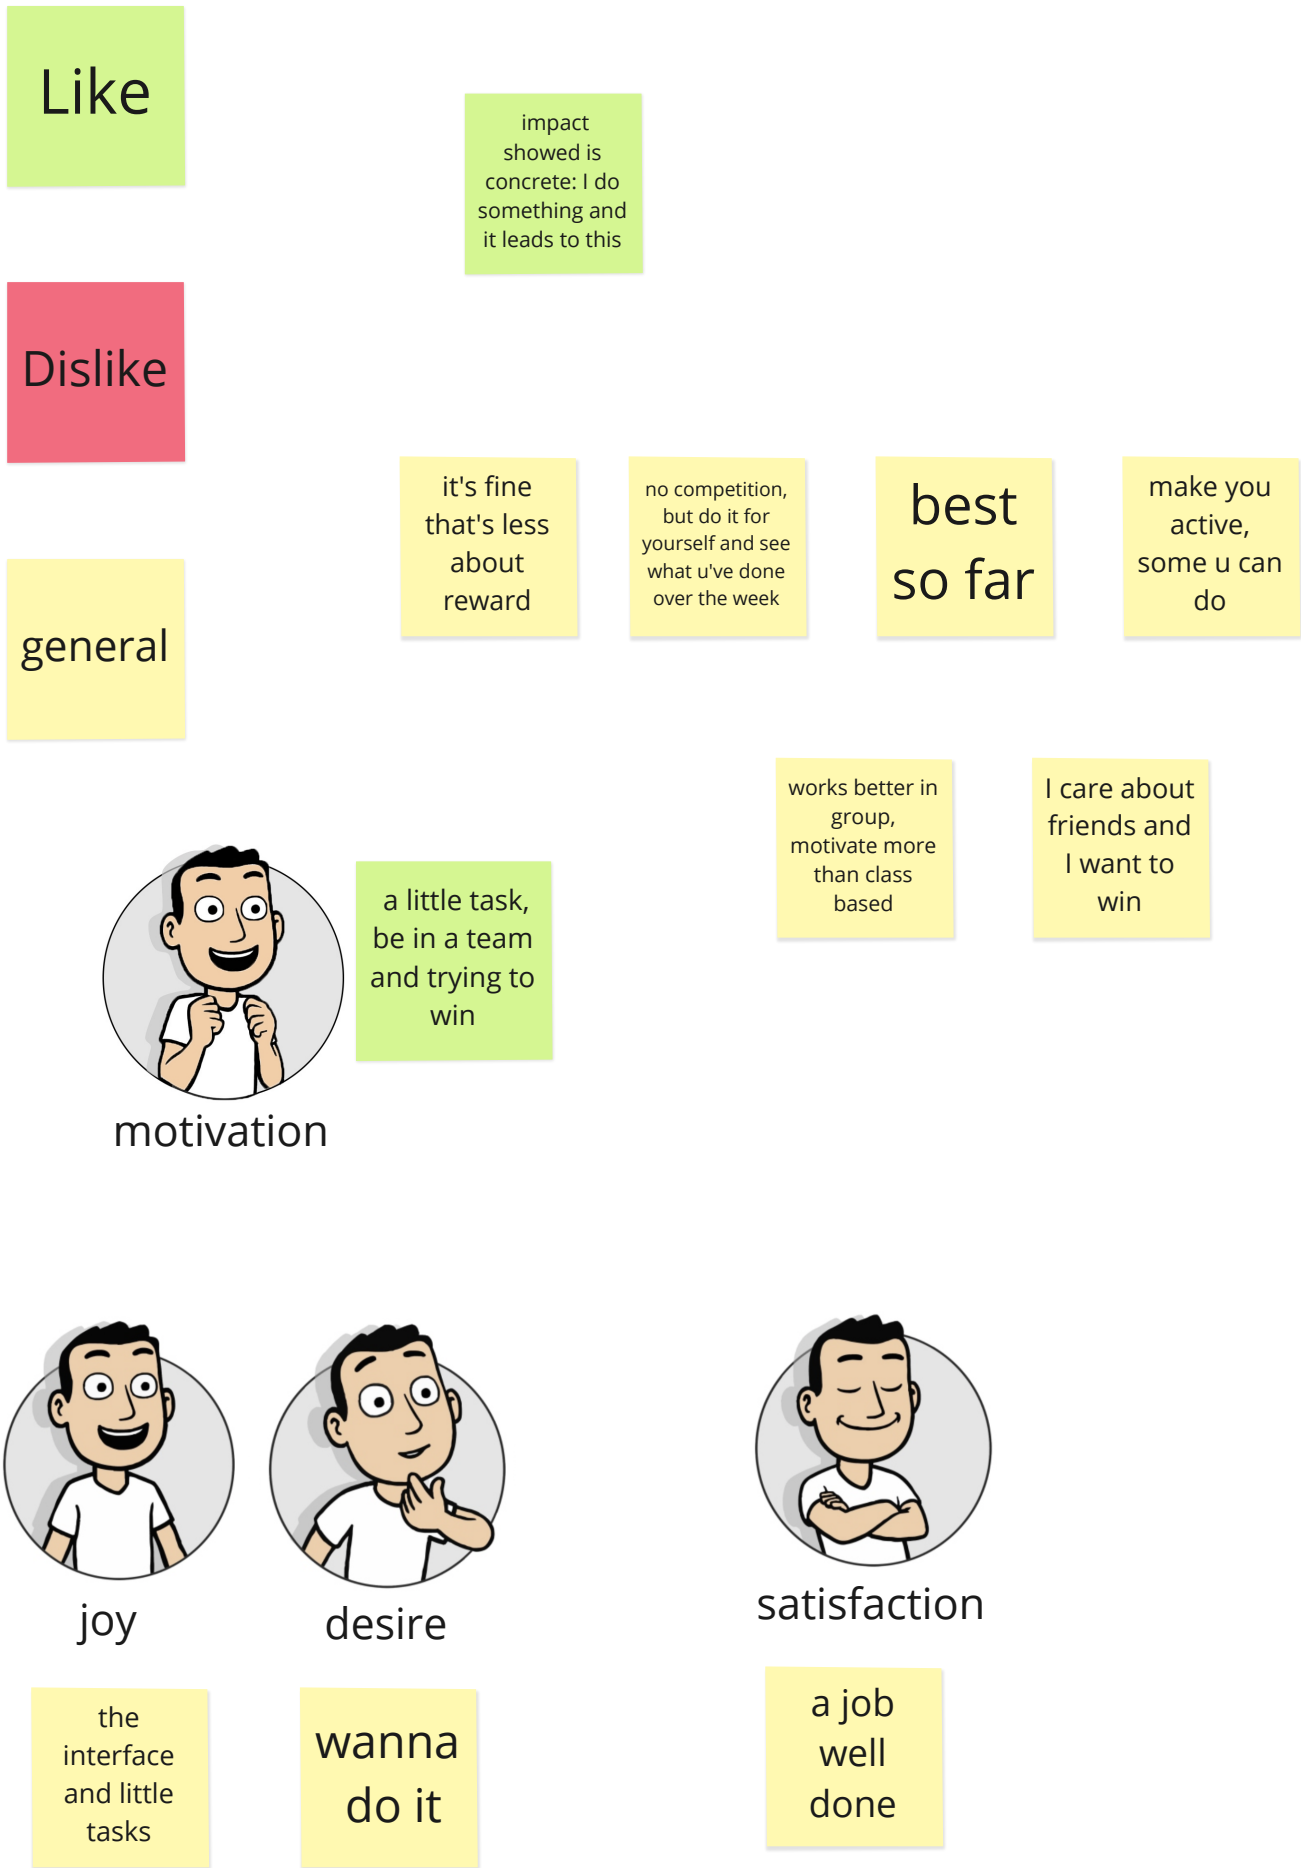 Like
impact
showed is
concrete: I do
something and
it leads to this
Dislike
it's fine
that's less
about
reward
no competition,
but do it for
yourself and see
what u've done
over the week
best
so far
make you
active,
some u can
do
general
works better in
group,
motivate more
than class
based
I care about
friends and
I want to
win
a little task,
be in a team
and trying to
win
motivation
joy
desire
satisfaction
the
interface
and little
tasks
wanna
do it
a job
well
done